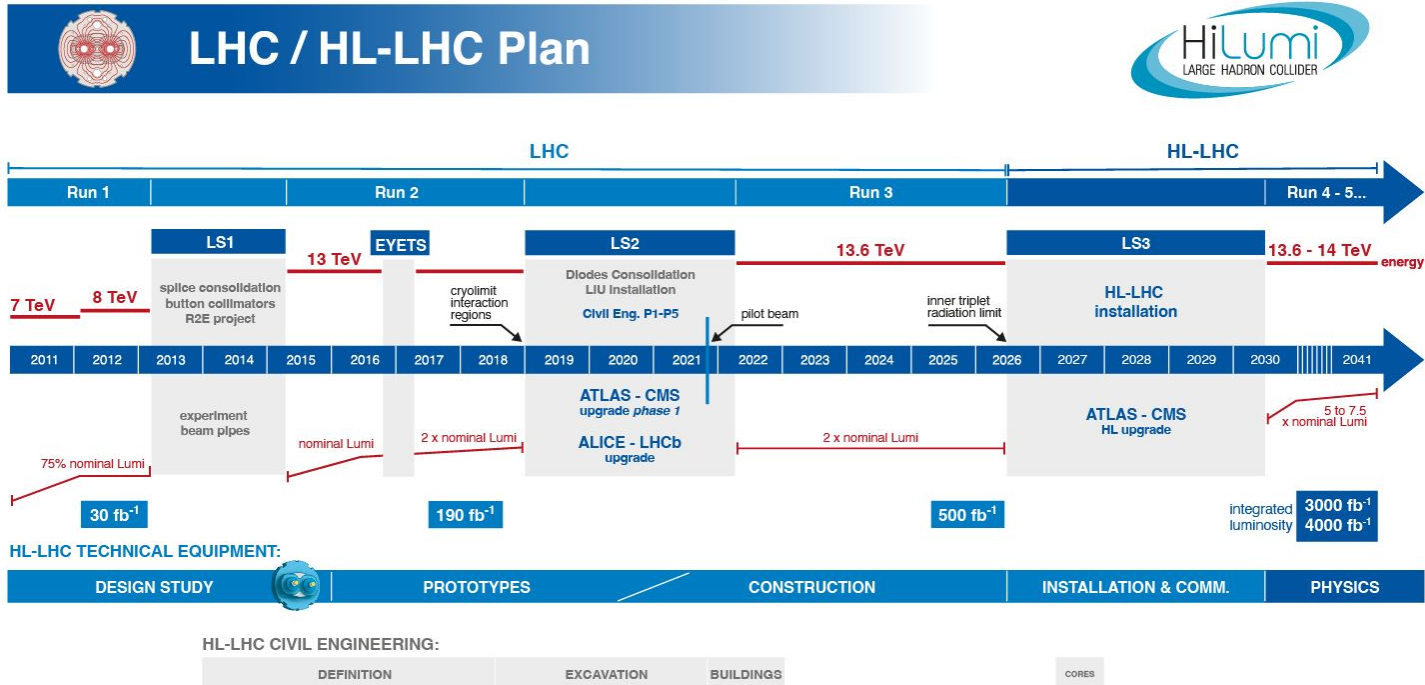 LHC / HL-LHC Plan
HiLumi
LARGE HADRON COLLIDER
LHC
HL-LHC
Run 1
Run 2
Run 3
Run 4 - 5...
LS1
EYETS
LS2
LS3
13 TeV
13.6 TeV
13.6 - 14 TeV
energy
7 TeV
8 TeV
splice consolidation
button collimators
R2E project
cryolimit
interaction
regions
Diodes Consolidation
LIU Installation
Civil Eng. P1-P5
pilot beam
inner triplet
radiation limit
HL-LHC
installation
2011 2012 2013 2014 2015 2016 2017 2018 2019 2020 2021 2022 2023 2024 2025 2026 2027 2028 2029 2030 2041
experiment
beam pipes
ATLAS - CMS
upgrade phase 1
ALICE - LHCb
upgrade
ATLAS - CMS
HL upgrade
5 to 7.5
x nominal Lumi
75% nominal Lumi
nominal Lumi
2 x nominal Lumi
2 x nominal Lumi
30 fb⁻¹
190 fb⁻¹
500 fb⁻¹
integrated
luminosity
3000 fb⁻¹
4000 fb⁻¹
HL-LHC TECHNICAL EQUIPMENT:
DESIGN STUDY
PROTOTYPES
CONSTRUCTION
INSTALLATION & COMM.
PHYSICS
HL-LHC CIVIL ENGINEERING:
DEFINITION
EXCAVATION
BUILDINGS
CORES